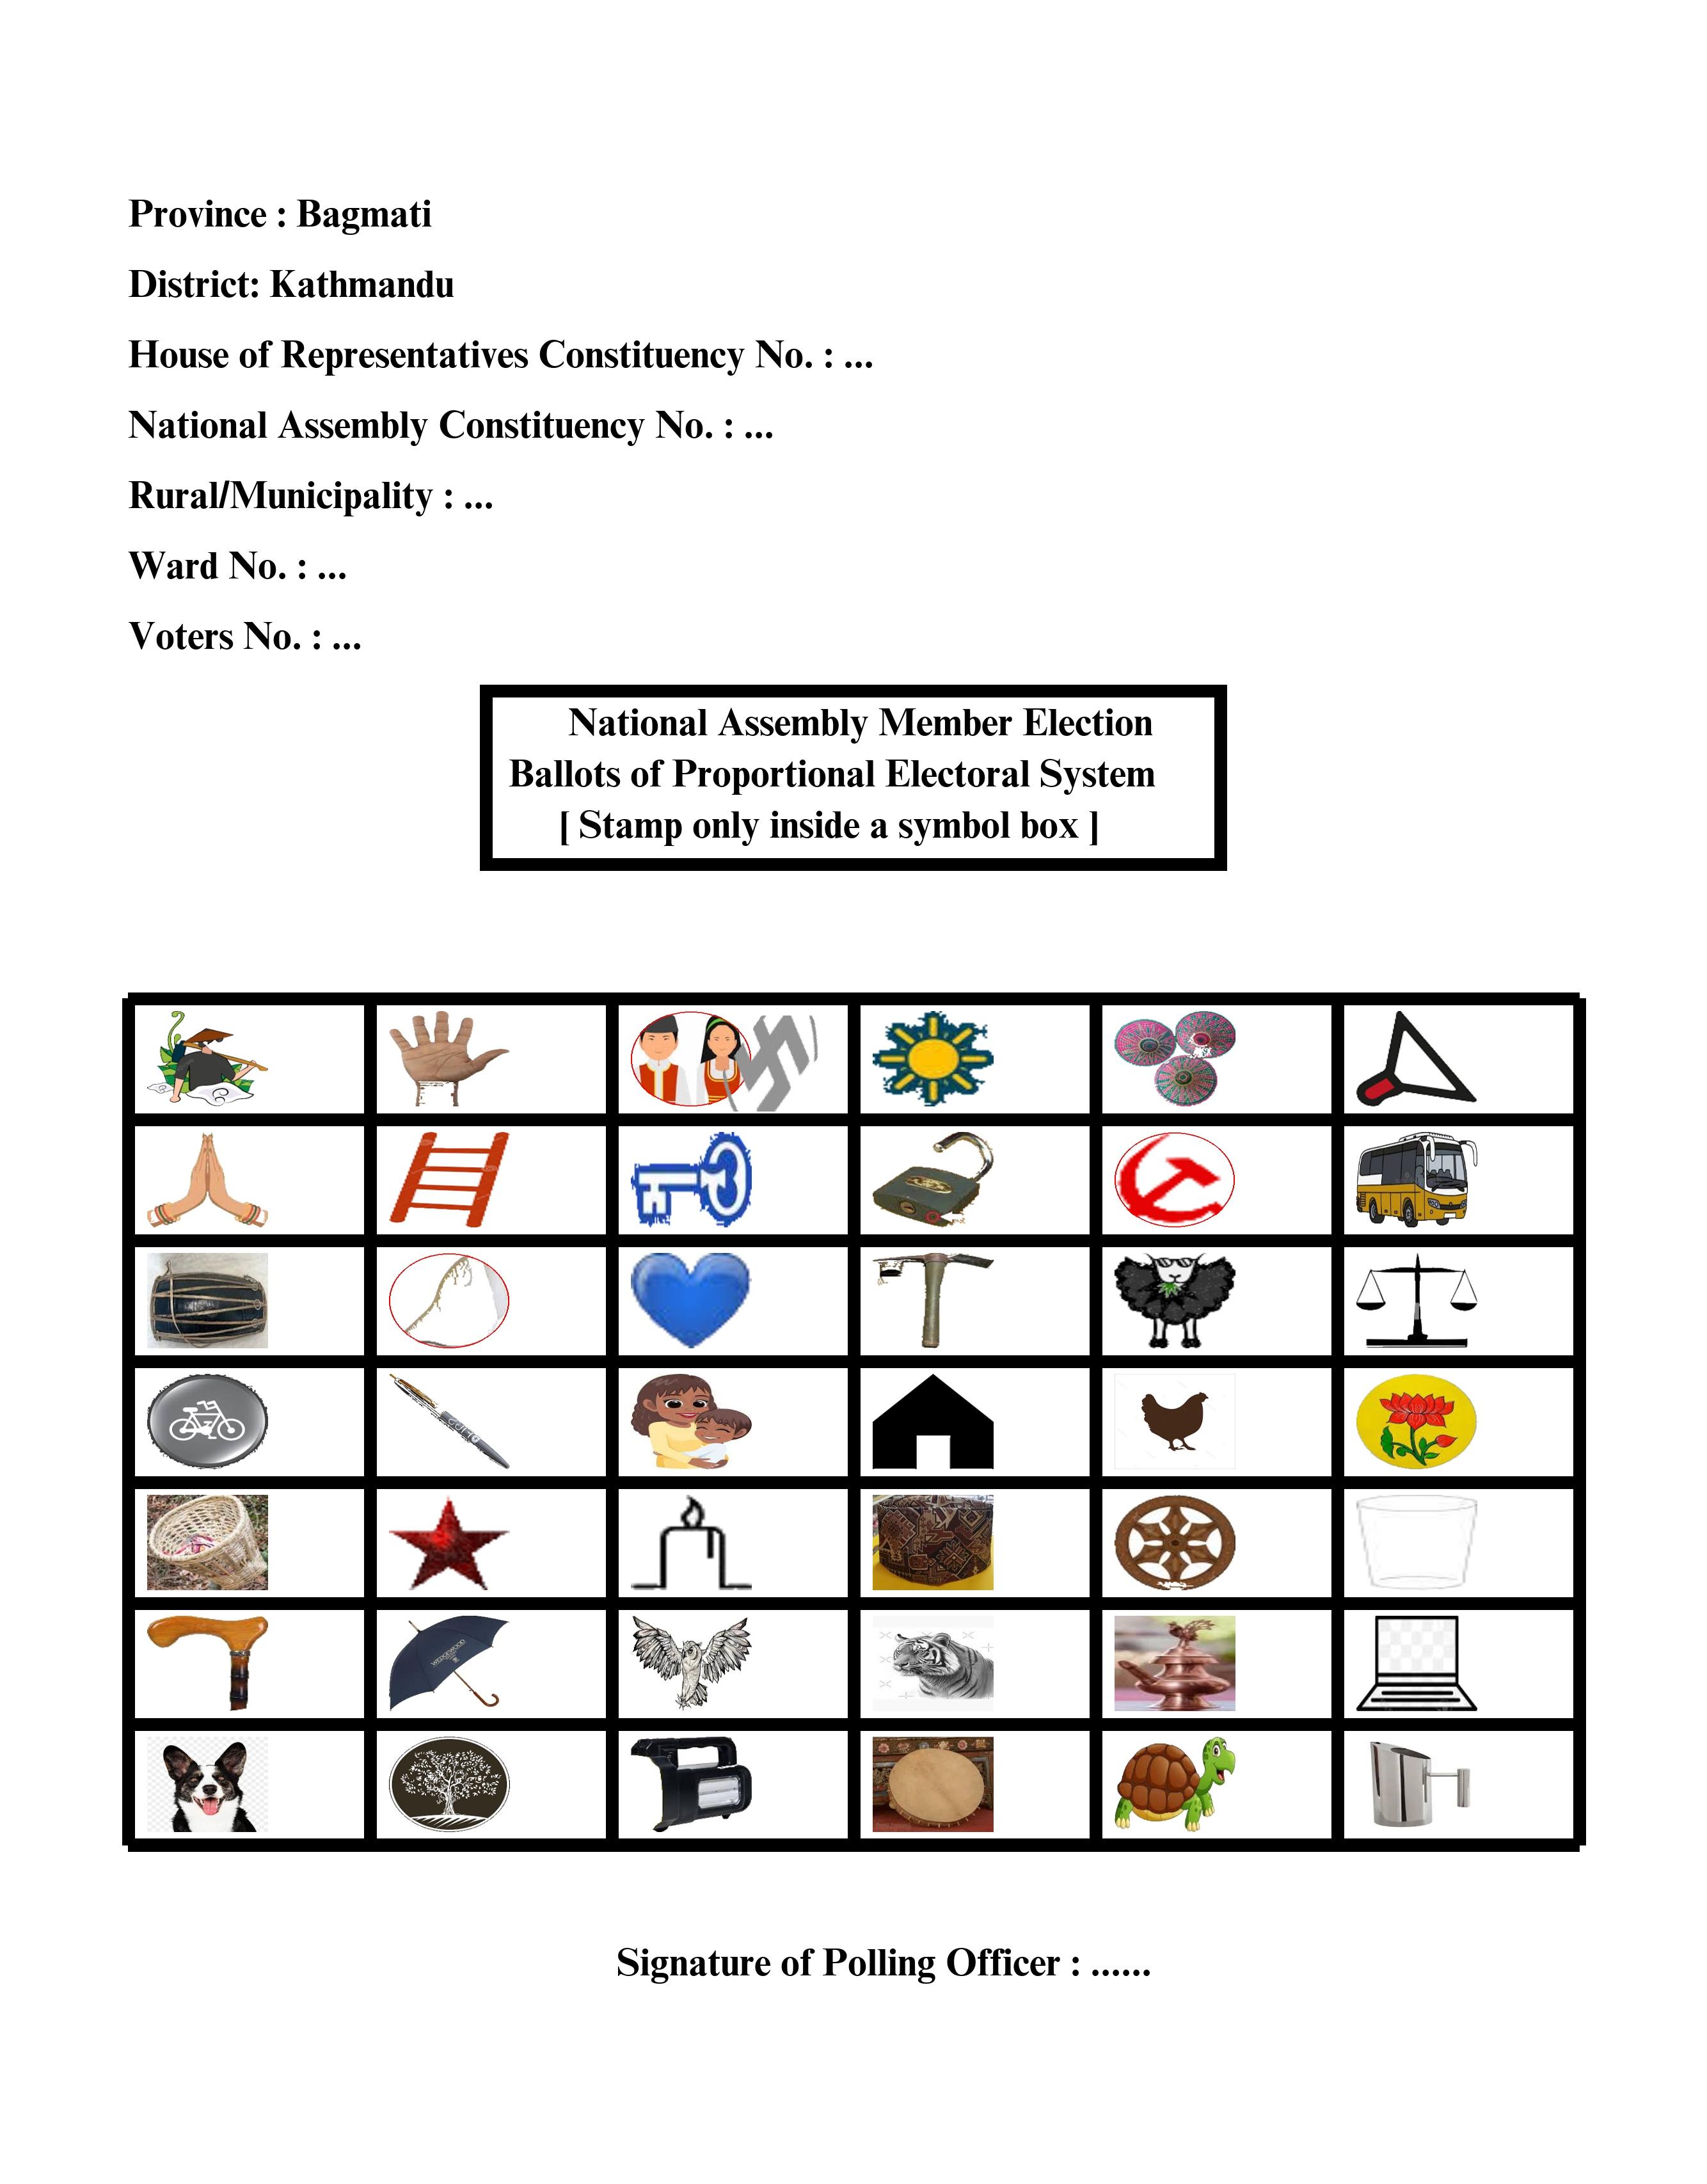 Province : Bagmati
District: Kathmandu
House of Representatives Constituency No. : ...
National Assembly Constituency No. : ...
Rural/Municipality : ...
Ward No. : ...
Voters No. : ...
National Assembly Member Election
Ballots of Proportional Electoral System
[ Stamp only inside a symbol box ]
WEDGEWOOD
Signature of Polling Officer : ......